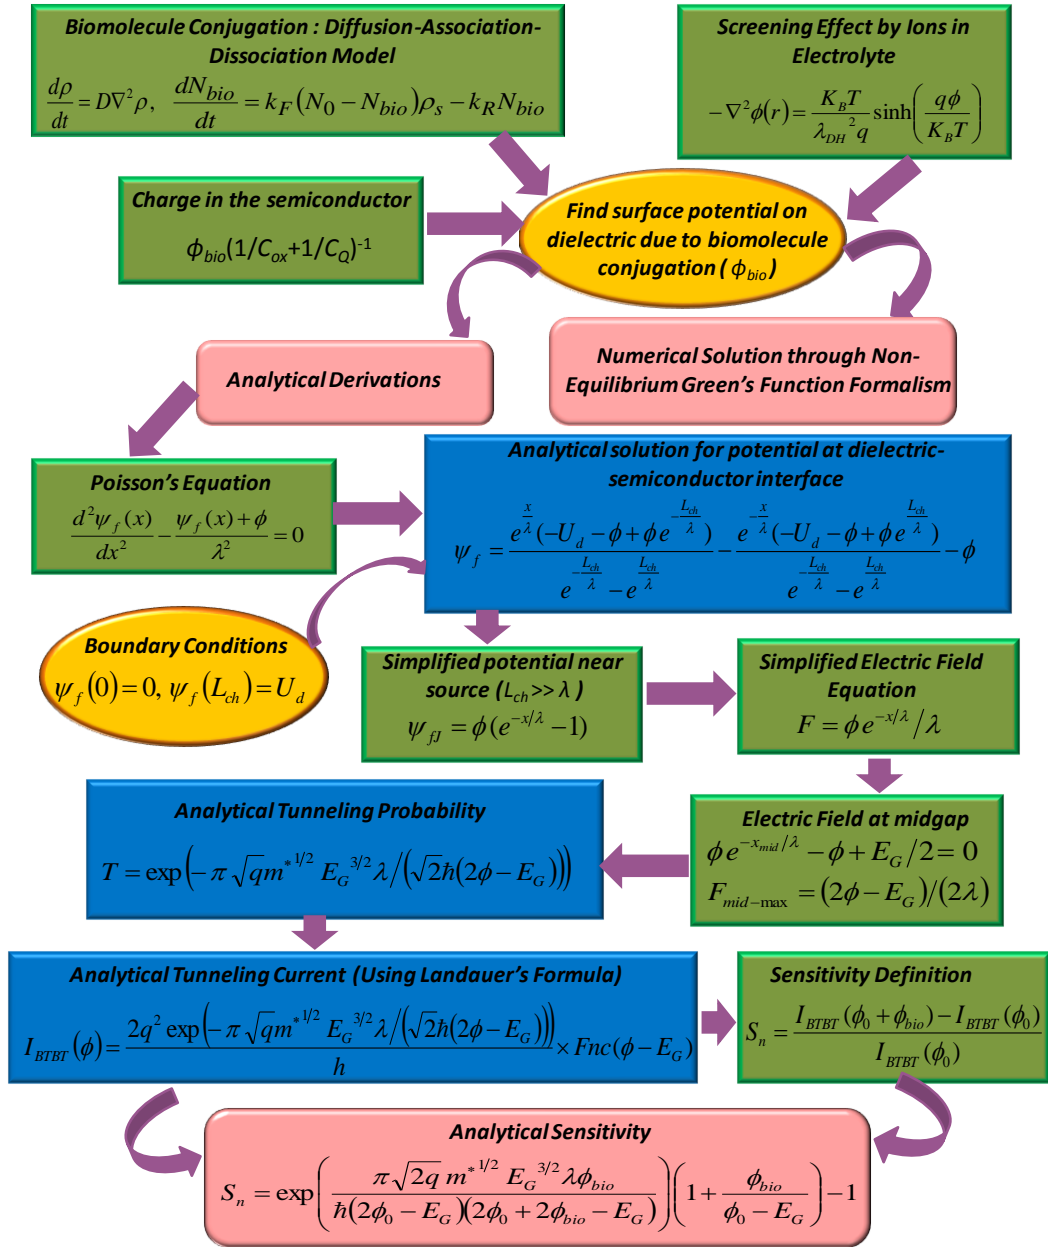 Biomolecule Conjugation : Diffusion-Association-
Dissociation Model
dρ/dt = D∇²ρ, dN_bio/dt = k_F(N_0 − N_bio)ρ_s − k_R N_bio
Screening Effect by Ions in
Electrolyte
−∇²ϕ(r) = K_B T/(λ_DH² q) sinh(qϕ/(K_B T))
Charge in the semiconductor
ϕ_bio(1/C_ox+1/C_Q)^-1
Find surface potential on
dielectric due to biomolecule
conjugation ( ϕ_bio )
Analytical Derivations
Numerical Solution through Non-
Equilibrium Green's Function Formalism
Poisson's Equation
d²ψ_f(x)/dx² − (ψ_f(x)+ϕ)/λ² = 0
Analytical solution for potential at dielectric-
semiconductor interface
ψ_f = e^(x/λ)(−U_d − ϕ + ϕe^(−L_ch/λ))/(e^(−L_ch/λ) − e^(L_ch/λ)) − e^(−x/λ)(−U_d − ϕ + ϕe^(L_ch/λ))/(e^(−L_ch/λ) − e^(L_ch/λ)) − ϕ
Boundary Conditions
ψ_f(0)=0, ψ_f(L_ch)=U_d
Simplified potential near
source (L_ch>> λ )
ψ_fJ = ϕ(e^(−x/λ) −1)
Simplified Electric Field
Equation
F = ϕe^(−x/λ)/λ
Analytical Tunneling Probability
T = exp(−π√q m*^(1/2) E_G^(3/2) λ/(√2ħ(2ϕ−E_G)))
Electric Field at midgap
ϕe^(−x_mid/λ) − ϕ + E_G/2 = 0
F_mid−max = (2ϕ−E_G)/(2λ)
Analytical Tunneling Current (Using Landauer's Formula)
I_BTBT(ϕ) = 2q² exp(−π√q m*^(1/2) E_G^(3/2) λ/(√2ħ(2ϕ−E_G)))/h × Fnc(ϕ−E_G)
Sensitivity Definition
S_n = (I_BTBT(ϕ_0+ϕ_bio) − I_BTBT(ϕ_0))/I_BTBT(ϕ_0)
Analytical Sensitivity
S_n = exp(π√(2q) m*^(1/2) E_G^(3/2) λϕ_bio/(ħ(2ϕ_0−E_G)(2ϕ_0+2ϕ_bio−E_G)))(1+ϕ_bio/(ϕ_0−E_G))−1